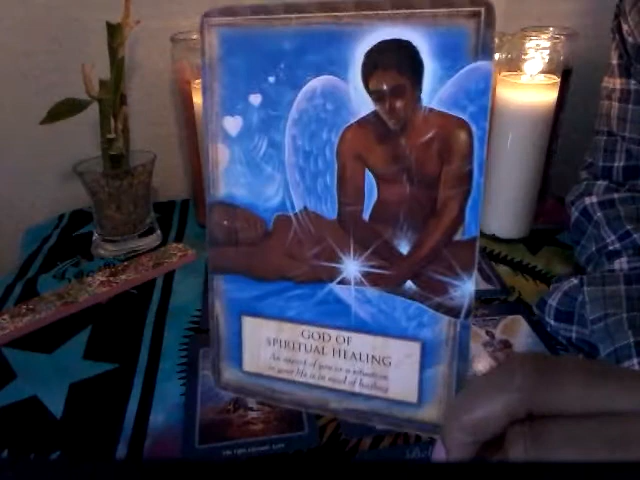 GOD OF
SPIRITUAL HEALING
An aspect of you or a situation
in your life is in need of healing